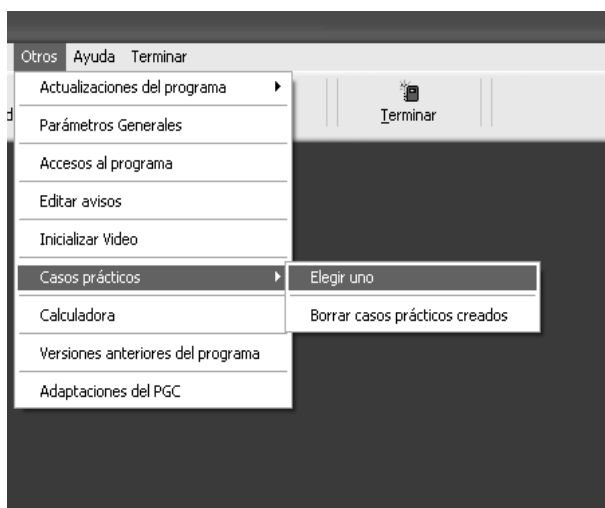 Otros Ayuda Terminar
Actualizaciones del programa
Terminar
Parámetros Generales
Accesos al programa
Editar avisos
Inicializar Video
Casos prácticos
Elegir uno
Calculadora
Borrar casos prácticos creados
Versiones anteriores del programa
Adaptaciones del PGC